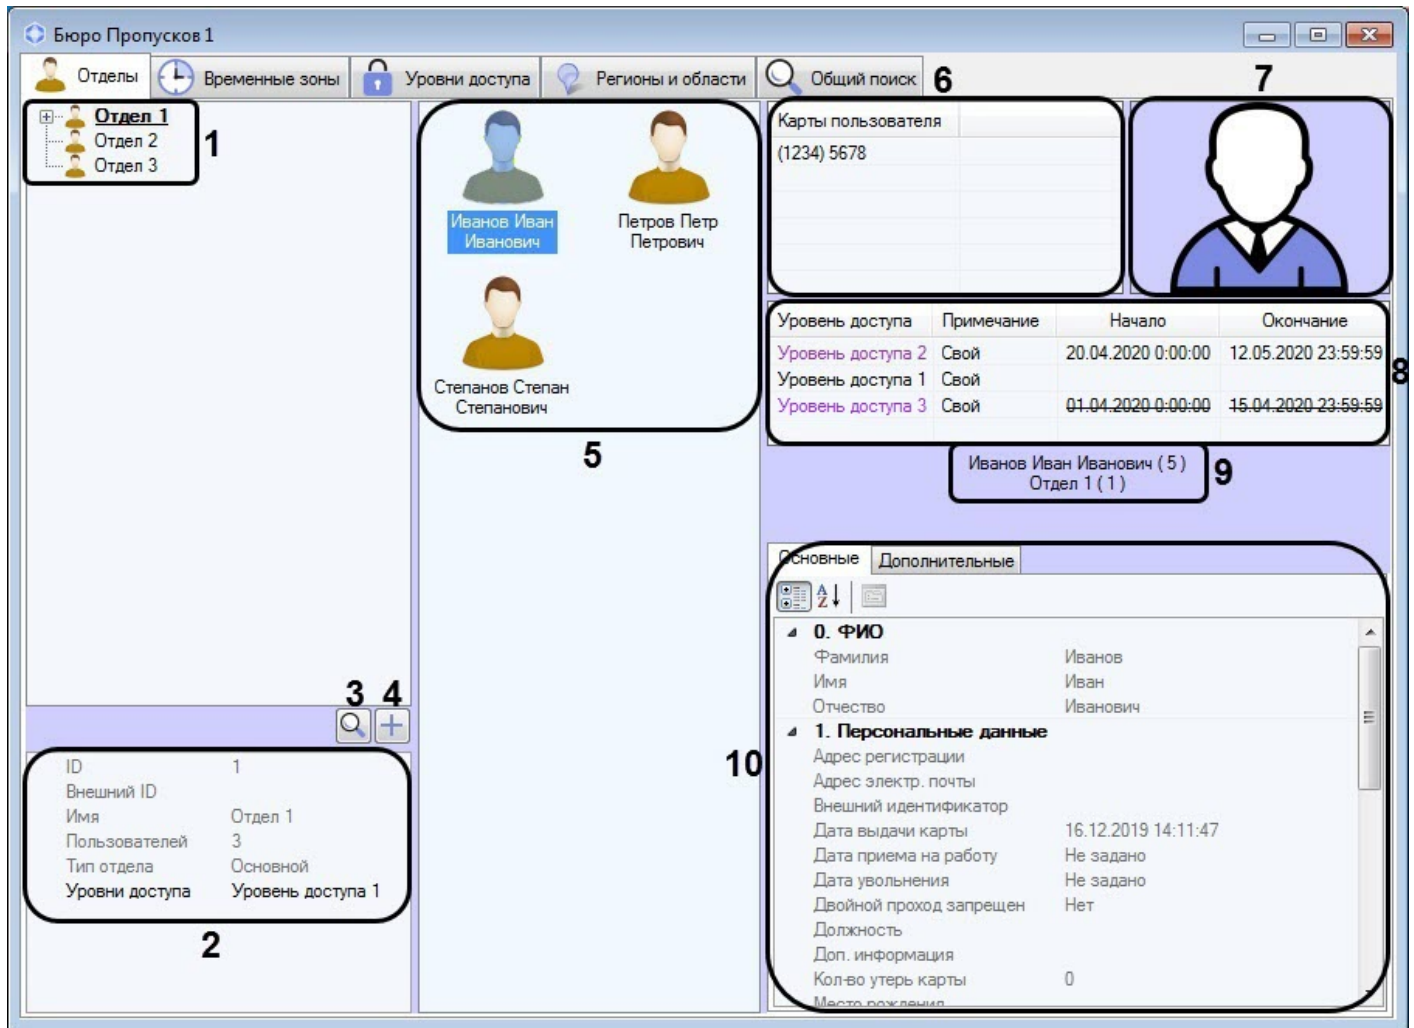 Бюро Пропусков 1
Отделы
Временные зоны
Уровни доступа
Регионы и области
Общий поиск
6
7
Отдел 1
Отдел 2
Отдел 3
1
Иванов Иван
Иванович
Петров Петр
Петрович
Степанов Степан
Степанович
5
Карты пользователя
(1234) 5678
Уровень доступа Примечание Начало Окончание
Уровень доступа 2 Свой 20.04.2020 0:00:00 12.05.2020 23:59:59
Уровень доступа 1 Свой
Уровень доступа 3 Свой 01.04.2020 0:00:00 15.04.2020 23:59:59
8
Иванов Иван Иванович ( 5 )
Отдел 1 ( 1 )
9
3
4
ID 1
Внешний ID
Имя Отдел 1
Пользователей 3
Тип отдела Основной
Уровни доступа Уровень доступа 1
2
10
Основные
Дополнительные
0. ФИО
Фамилия Иванов
Имя Иван
Отчество Иванович
1. Персональные данные
Адрес регистрации
Адрес электр. почты
Внешний идентификатор
Дата выдачи карты 16.12.2019 14:11:47
Дата приема на работу Не задано
Дата увольнения Не задано
Двойной проход запрещен Нет
Должность
Доп. информация
Кол-во утерь карты 0
Место рождения